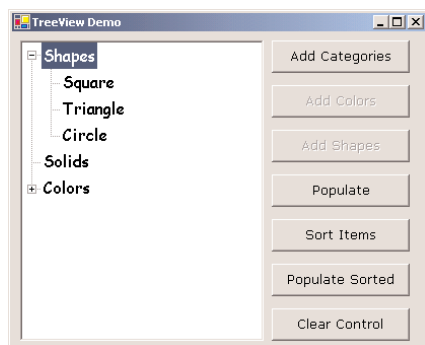 TreeView Demo
Shapes
Square
Triangle
Circle
Solids
Colors
Add Categories
Add Colors
Add Shapes
Populate
Sort Items
Populate Sorted
Clear Control